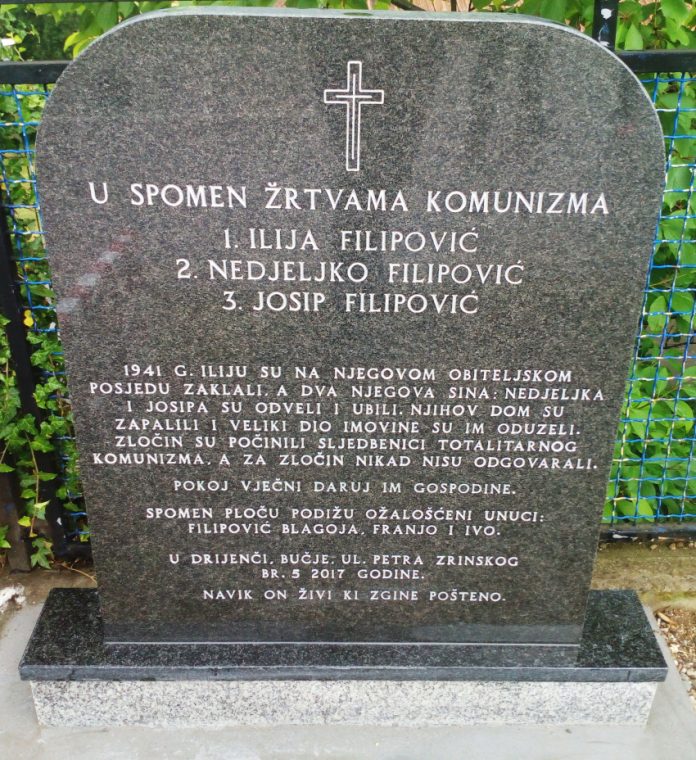 U SPOMEN ŽRTVAMA KOMUNIZMA
1. ILIJA FILIPOVIĆ
2. NEDJELJKO FILIPOVIĆ
3. JOSIP FILIPOVIĆ
1941 G. ILIJU SU NA NJEGOVOM OBITELJSKOM
POSJEDU ZAKLALI, A DVA NJEGOVA SINA: NEDJELJKA
I JOSIPA SU ODVELI I UBILI. NJIHOV DOM SU
ZAPALILI I VELIKI DIO IMOVINE SU IM ODUZELI.
ZLOČIN SU POČINILI SLJEDBENICI TOTALITARNOG
KOMUNIZMA, A ZA ZLOČIN NIKAD NISU ODGOVARALI.
POKOJ VJEČNI DARUJ IM GOSPODINE.
SPOMEN PLOČU PODIŽU OŽALOŠĆENI UNUCI:
FILIPOVIĆ BLAGOJA, FRANJO I IVO.
U DRIJENČI, BUČJE, UL. PETRA ZRINSKOG
BR. 5 2017 GODINE.
NAVIK ON ŽIVI KI ZGINE POŠTENO.